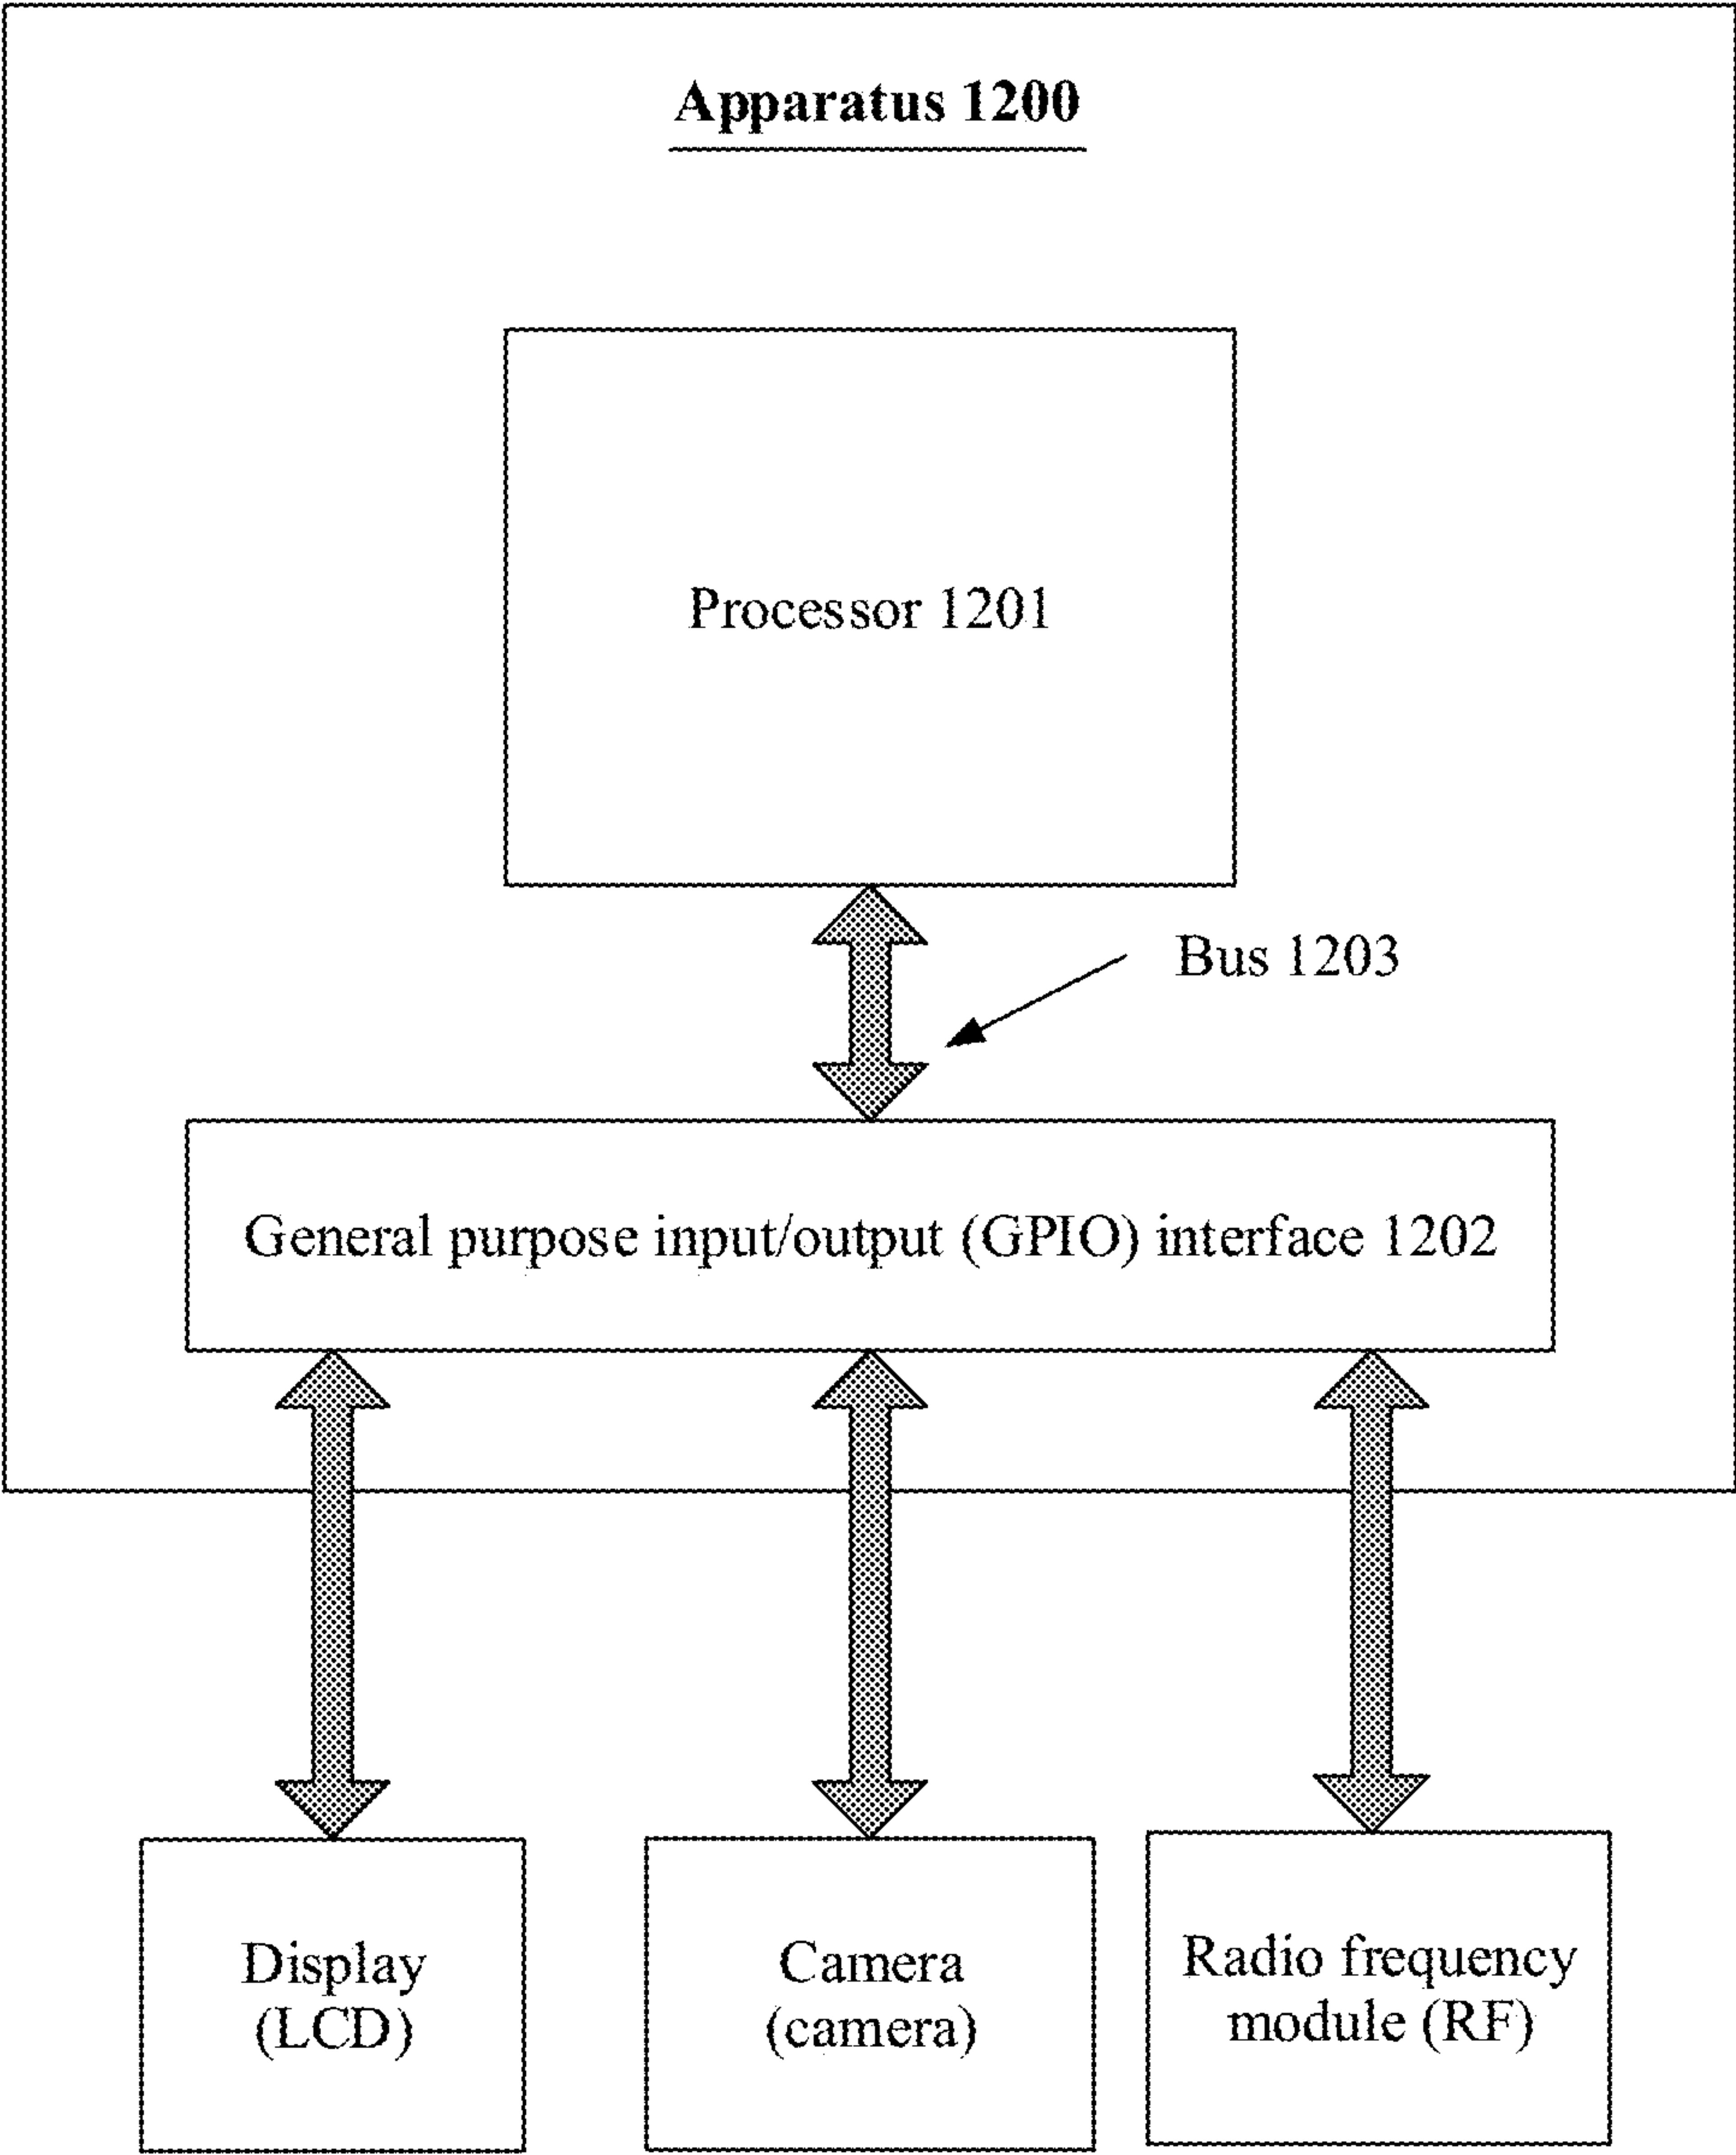 Apparatus 1200
Processor 1201
Bus 1203
General purpose input/output (GPIO) interface 1202
Display
(LCD)
Camera
(camera)
Radio frequency
module (RF)